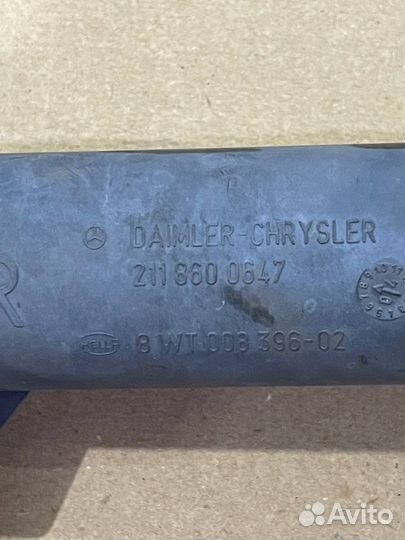 DAIMLER-CHRYSLER
211 860 0647
R
HELLA 8 WT 008 396-02
Avito